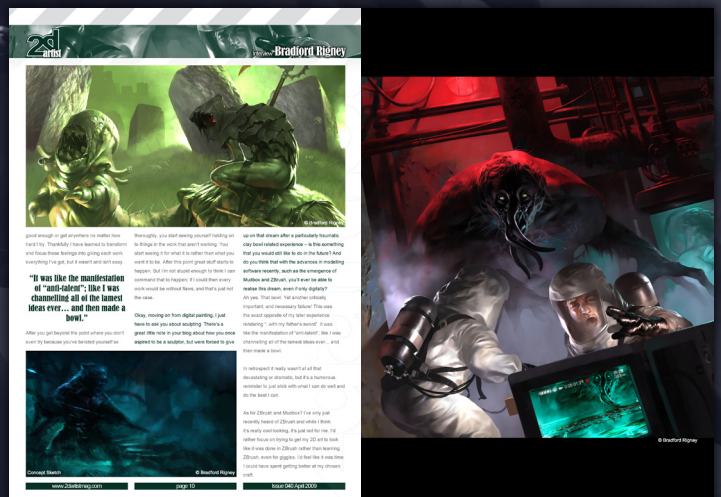 2d
artist
interview Bradford Rigney
© Bradford Rigney
good enough or get anywhere no matter how
hard I try. Thankfully I have learned to transform
and focus these feelings into giving each work
everything I've got, but it wasn't and isn't easy.
“It was like the manifestation
of “anti-talent”; like I was
channelling all of the lamest
ideas ever… and then made a
bowl.”
After you get beyond the point where you don't
even try because you've berated yourself so
Concept Sketch
© Bradford Rigney
thoroughly, you start seeing yourself holding on
to things in the work that aren't working. You
start seeing it for what it is rather than what you
want it to be. After this point great stuff starts to
happen. But I'm not stupid enough to think I can
command that to happen; if I could then every
work would be without flaws, and that's just not
the case.
Okay, moving on from digital painting, I just
have to ask you about sculpting. There's a
great little note in your blog about how you once
aspired to be a sculptor, but were forced to give
up on that dream after a particularly traumatic
clay bowl related experience – is this something
that you would still like to do in the future? And
do you think that with the advances in modelling
software recently, such as the emergence of
Mudbox and ZBrush, you'll ever be able to
realise this dream, even if only digitally?
Ah yes. That bowl. Yet another critically
important, and necessary failure! This was
the exact opposite of my later experience
rendering “..with my father's sword”. It was
like the manifestation of “anti-talent”, like I was
channelling all of the lamest ideas ever… and
then made a bowl.
In retrospect it really wasn't at all that
devastating or dramatic, but it's a humorous
reminder to just stick with what I can do well and
do the best I can.
As for ZBrush and Mudbox? I've only just
recently heard of ZBrush and while I think
it's really cool-looking, it's just not for me. I'd
rather focus on trying to get my 2D art to look
like it was done in ZBrush rather than learning
ZBrush, even for giggles. I'd feel like it was time
I could have spent getting better at my chosen
craft.
www.2dartistmag.com
page 10
Issue 040 April 2009
© Bradford Rigney